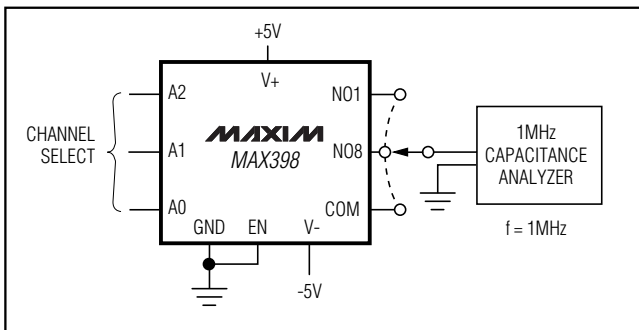 +5V
V+
A2
NO1
CHANNEL
SELECT
A1
MAXIM
MAX398
NO8
1MHz
CAPACITANCE
ANALYZER
A0
COM
GND
EN
V-
f = 1MHz
-5V